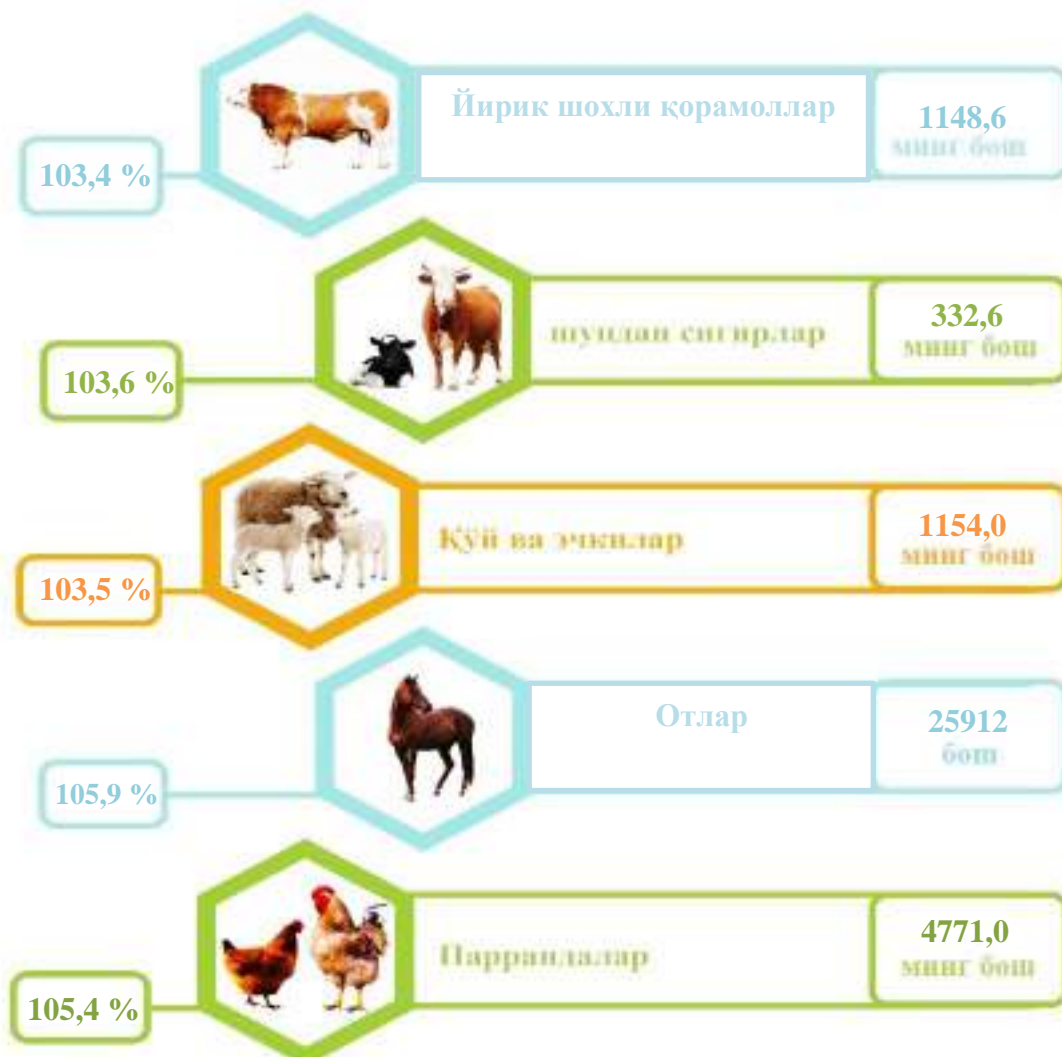 Йирик шохли қорамоллар
1148,6
минг бош
103,4 %
шундан сигирлар
332,6
минг бош
103,6 %
Қўй ва эчкилар
1154,0
минг бош
103,5 %
Отлар
25912
бош
105,9 %
Паррандалар
4771,0
минг бош
105,4 %